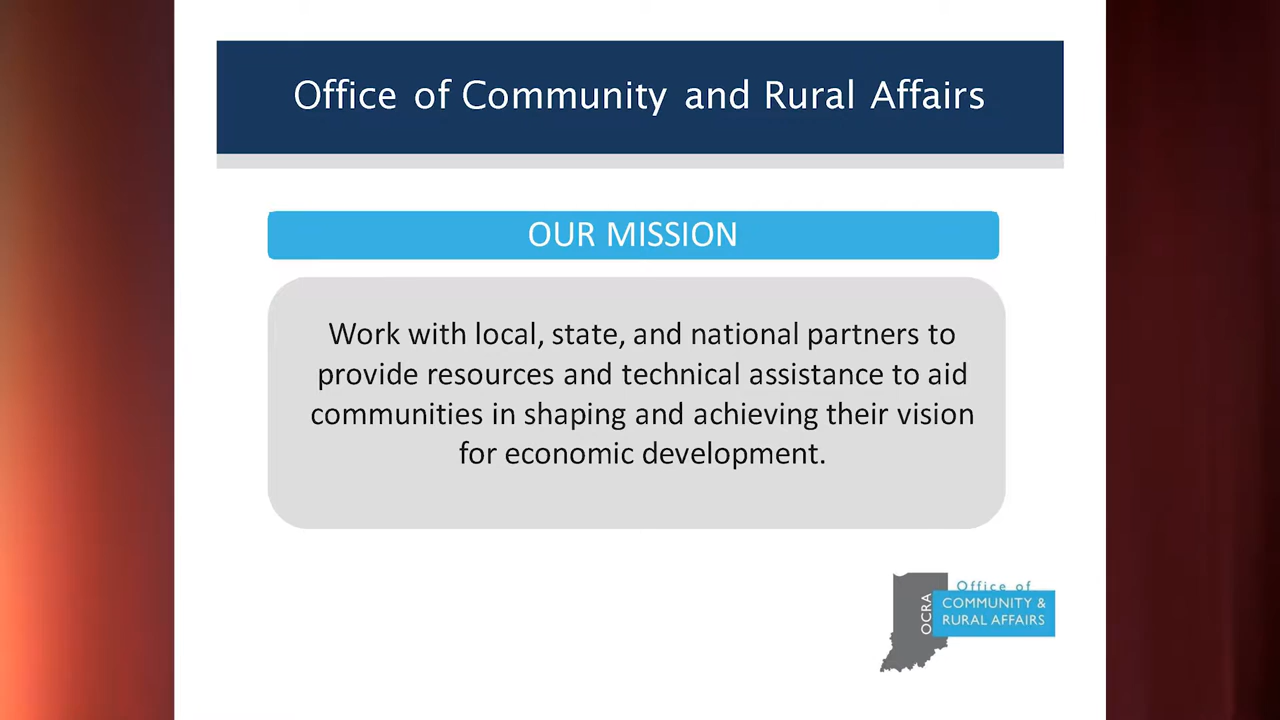 Office of Community and Rural Affairs
OUR MISSION
Work with local, state, and national partners to
provide resources and technical assistance to aid
communities in shaping and achieving their vision
for economic development.
OCRA
Office of
COMMUNITY &
RURAL AFFAIRS